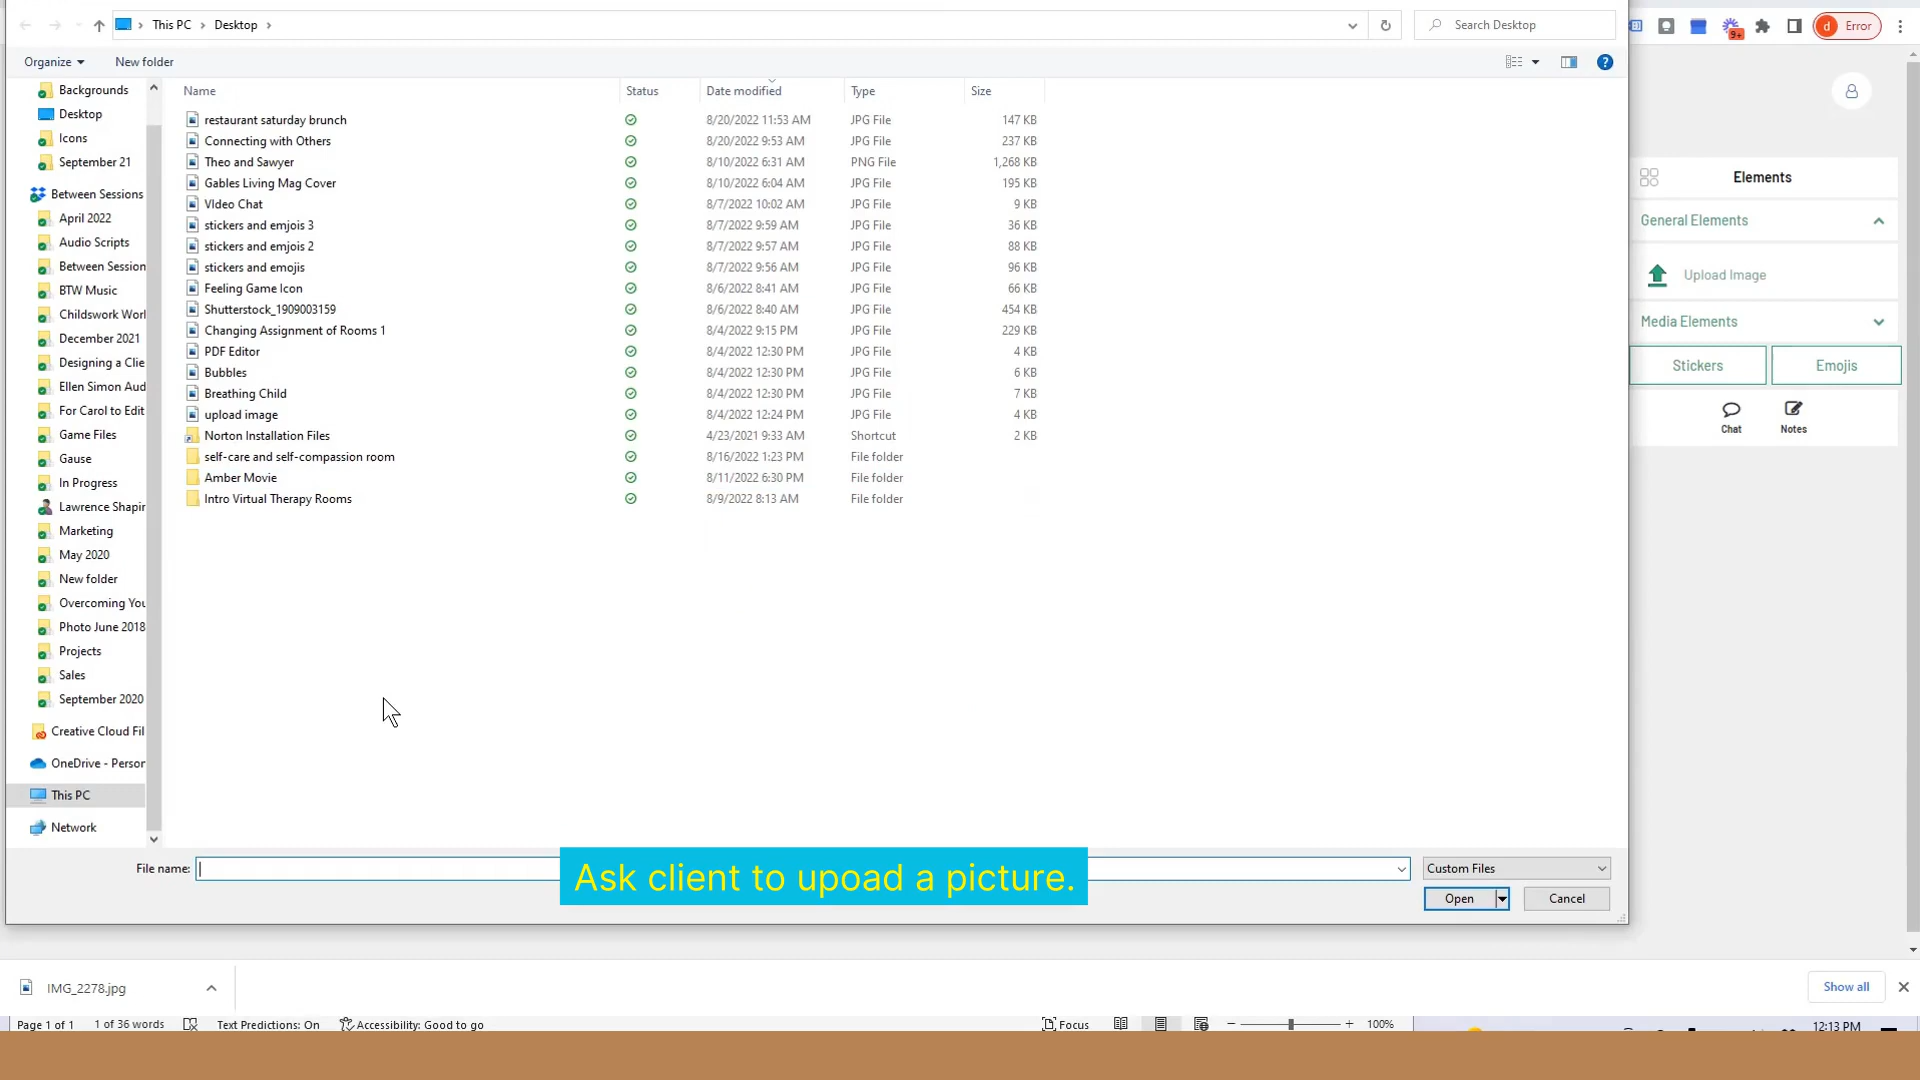 This PC > Desktop >
Search Desktop
Error
9+
Organize
New folder
Name
Status
Date modified
Type
Size
Backgrounds
Desktop
Icons
September 21
Between Sessions
April 2022
Audio Scripts
Between Session
BTW Music
Childswork Worl
December 2021
Designing a Clie
Ellen Simon Aud
For Carol to Edit
Game Files
Gause
In Progress
Lawrence Shapir
Marketing
May 2020
New folder
Overcoming You
Photo June 2018
Projects
Sales
September 2020
Creative Cloud Fil
OneDrive - Person
This PC
Network
restaurant saturday brunch 8/20/2022 11:53 AM JPG File 147 KB
Connecting with Others 8/20/2022 9:53 AM JPG File 237 KB
Theo and Sawyer 8/10/2022 6:31 AM PNG File 1,268 KB
Gables Living Mag Cover 8/10/2022 6:04 AM JPG File 195 KB
VIdeo Chat 8/7/2022 10:02 AM JPG File 9 KB
stickers and emjois 3 8/7/2022 9:59 AM JPG File 36 KB
stickers and emjois 2 8/7/2022 9:57 AM JPG File 88 KB
stickers and emojis 8/7/2022 9:56 AM JPG File 96 KB
Feeling Game Icon 8/6/2022 8:41 AM JPG File 66 KB
Shutterstock_1909003159 8/6/2022 8:40 AM JPG File 454 KB
Changing Assignment of Rooms 1 8/4/2022 9:15 PM JPG File 229 KB
PDF Editor 8/4/2022 12:30 PM JPG File 4 KB
Bubbles 8/4/2022 12:30 PM JPG File 6 KB
Breathing Child 8/4/2022 12:30 PM JPG File 7 KB
upload image 8/4/2022 12:24 PM JPG File 4 KB
Norton Installation Files 4/23/2021 9:33 AM Shortcut 2 KB
self-care and self-compassion room 8/16/2022 1:23 PM File folder
Amber Movie 8/11/2022 6:30 PM File folder
Intro Virtual Therapy Rooms 8/9/2022 8:13 AM File folder
Elements
General Elements
Upload Image
Media Elements
Stickers
Emojis
Chat
Notes
File name:
Ask client to upoad a picture.
Custom Files
Open
Cancel
IMG_2278.jpg
Show all
Page 1 of 1 1 of 36 words Text Predictions: On Accessibility: Good to go Focus 100%
12:13 PM